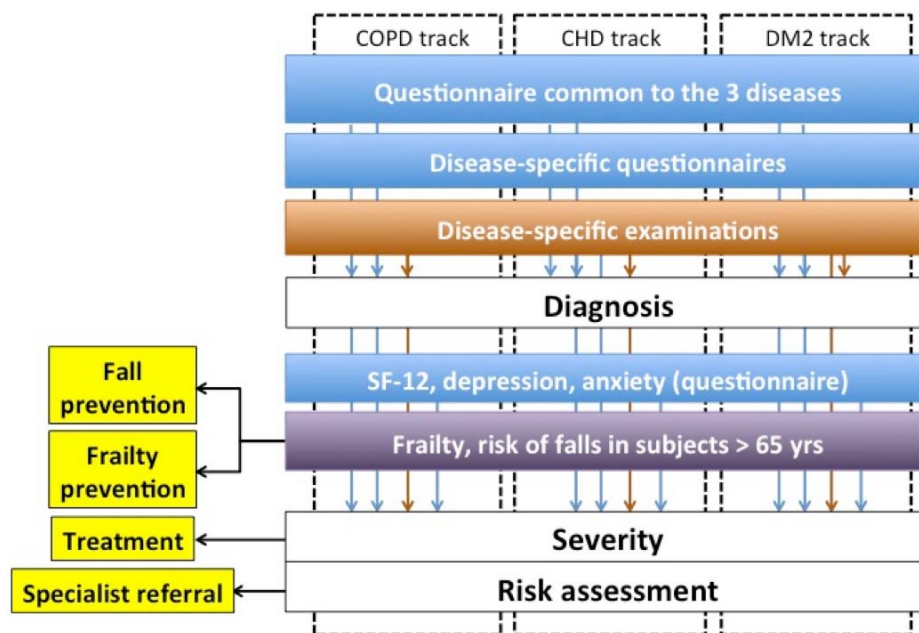 COPD track
CHD track
DM2 track
Questionnaire common to the 3 diseases
Disease-specific questionnaires
Disease-specific examinations
Diagnosis
SF-12, depression, anxiety (questionnaire)
Fall
prevention
Frailty, risk of falls in subjects > 65 yrs
Frailty
prevention
Severity
Treatment
Risk assessment
Specialist referral